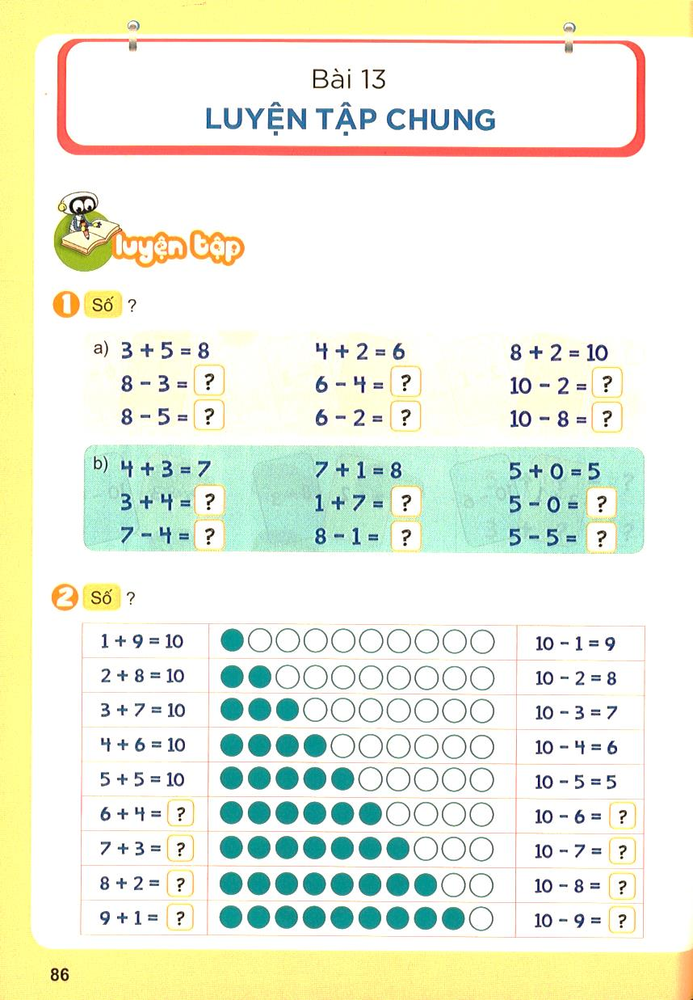 Bài 13
LUYỆN TẬP CHUNG
luyện tập
1 Số ?
a) 3 + 5 = 8 4 + 2 = 6 8 + 2 = 10
8 - 3 = ? 6 - 4 = ? 10 - 2 = ?
8 - 5 = ? 6 - 2 = ? 10 - 8 = ?
b) 4 + 3 = 7 7 + 1 = 8 5 + 0 = 5
3 + 4 = ? 1 + 7 = ? 5 - 0 = ?
7 - 4 = ? 8 - 1 = ? 5 - 5 = ?
2 Số ?
1 + 9 = 10 10 - 1 = 9
2 + 8 = 10 10 - 2 = 8
3 + 7 = 10 10 - 3 = 7
4 + 6 = 10 10 - 4 = 6
5 + 5 = 10 10 - 5 = 5
6 + 4 = ? 10 - 6 = ?
7 + 3 = ? 10 - 7 = ?
8 + 2 = ? 10 - 8 = ?
9 + 1 = ? 10 - 9 = ?
86